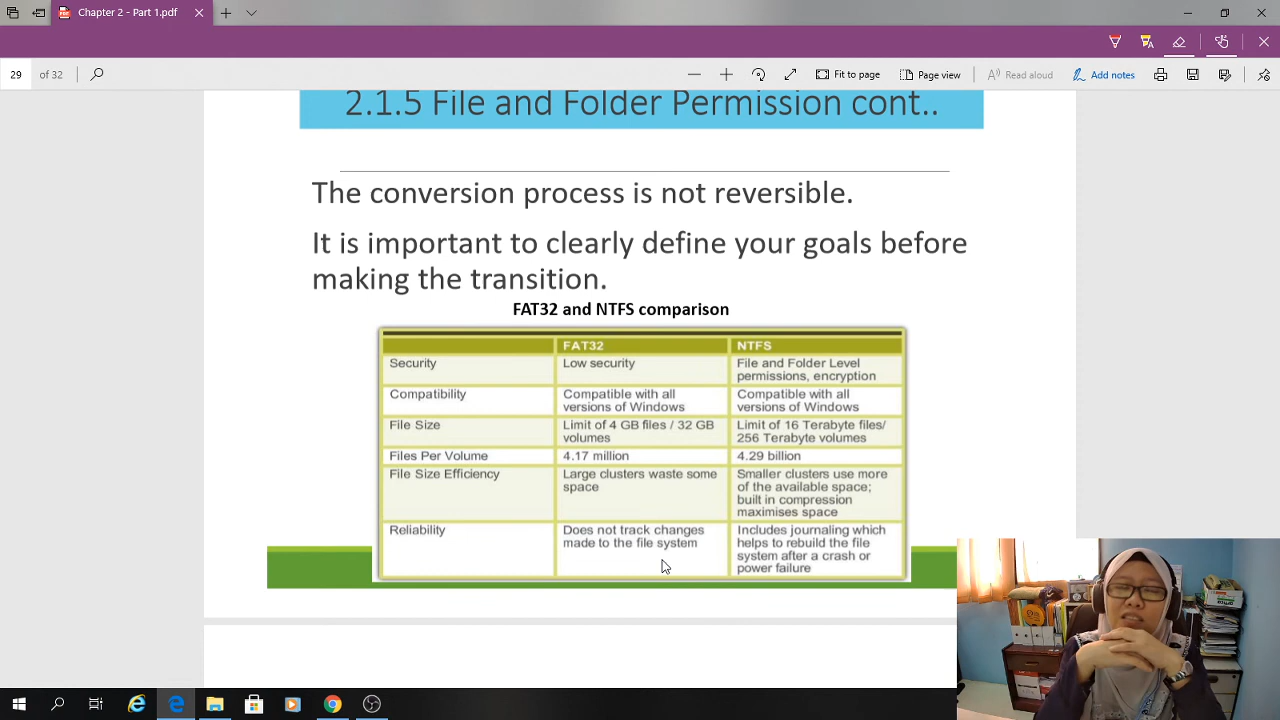 Chapter 2 - Part 1.pdf
29 of 32
Fit to page
Page view
Read aloud
Add notes
2.1.5 File and Folder Permission cont..
The conversion process is not reversible.
It is important to clearly define your goals before
making the transition.
FAT32 and NTFS comparison
FAT32 NTFS
Security Low security File and Folder Level
permissions, encryption
Compatibility Compatible with all Compatible with all
versions of Windows versions of Windows
File Size Limit of 4 GB files / 32 GB Limit of 16 Terabyte files/
volumes 256 Terabyte volumes
Files Per Volume 4.17 million 4.29 billion
File Size Efficiency Large clusters waste some Smaller clusters use more
space of the available space;
built in compression
maximises space
Reliability Does not track changes Includes journaling which
made to the file system helps to rebuild the file
system after a crash or
power failure